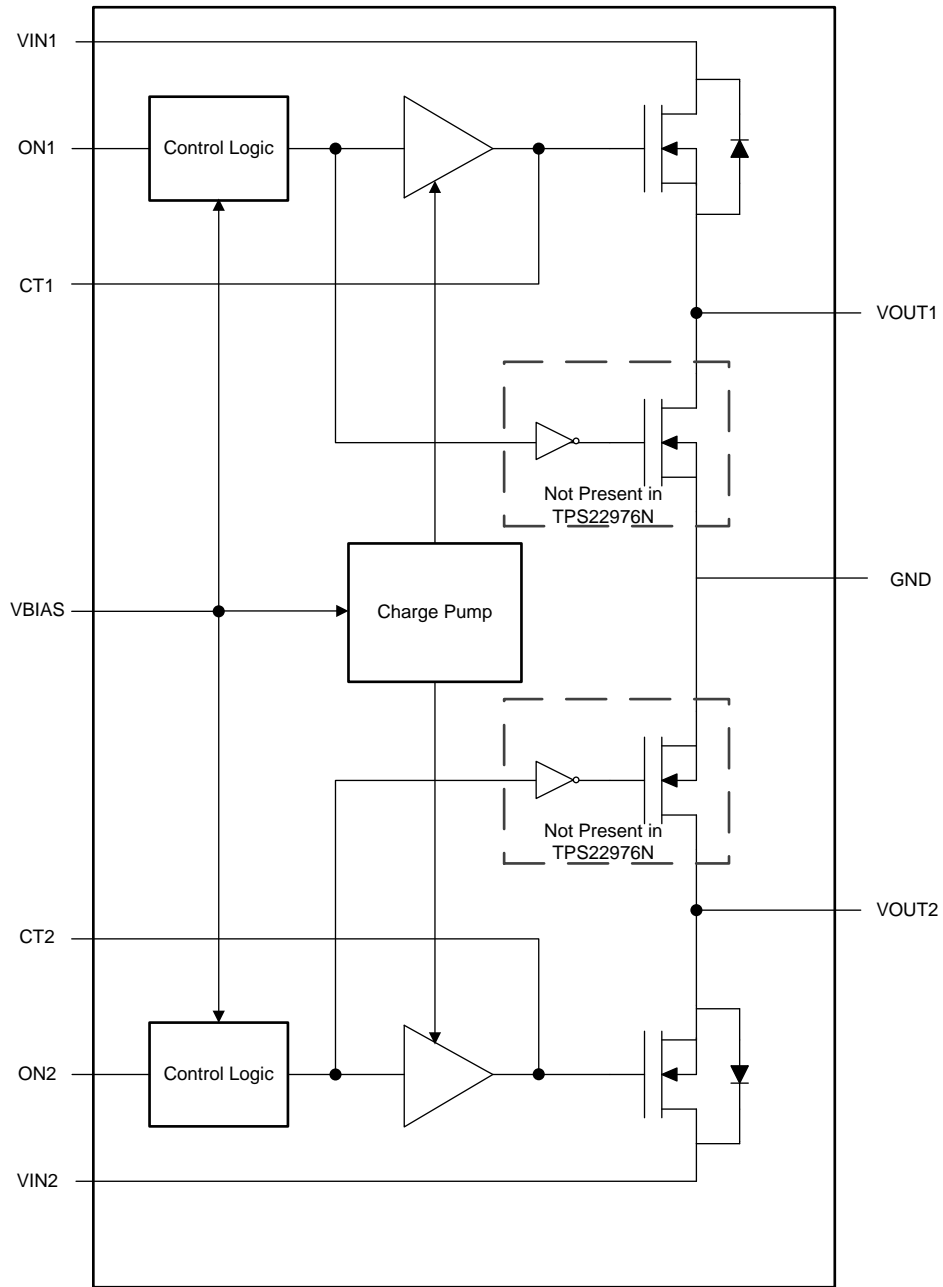 VIN1
ON1
Control Logic
CT1
VOUT1
Not Present in
TPS22976N
GND
VBIAS
Charge Pump
Not Present in
TPS22976N
VOUT2
CT2
ON2
Control Logic
VIN2